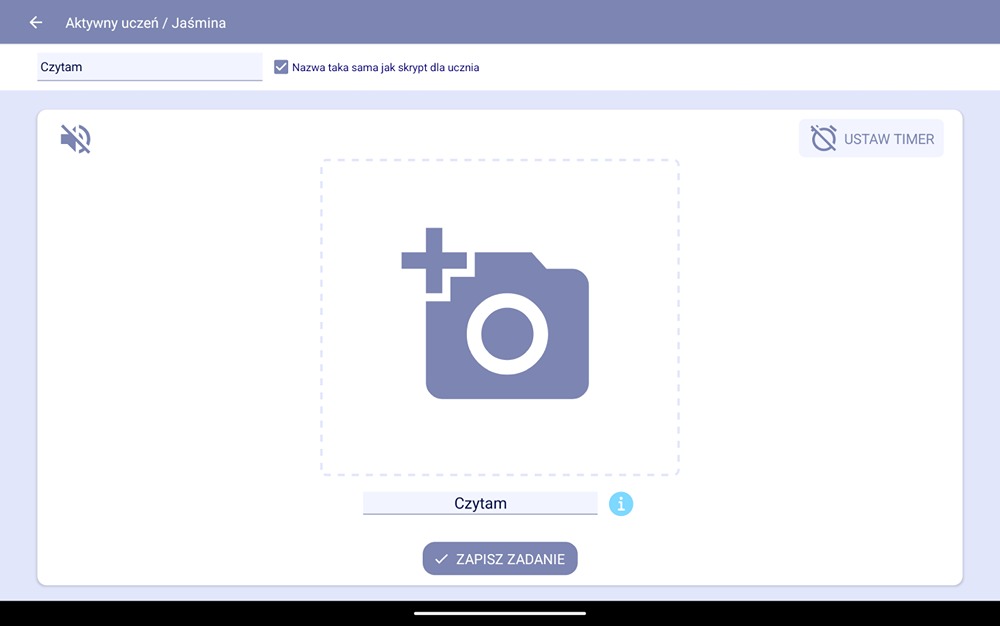 Aktywny uczeń / Jaśmina
Czytam
Nazwa taka sama jak skrypt dla ucznia
USTAW TIMER
Czytam
ZAPISZ ZADANIE